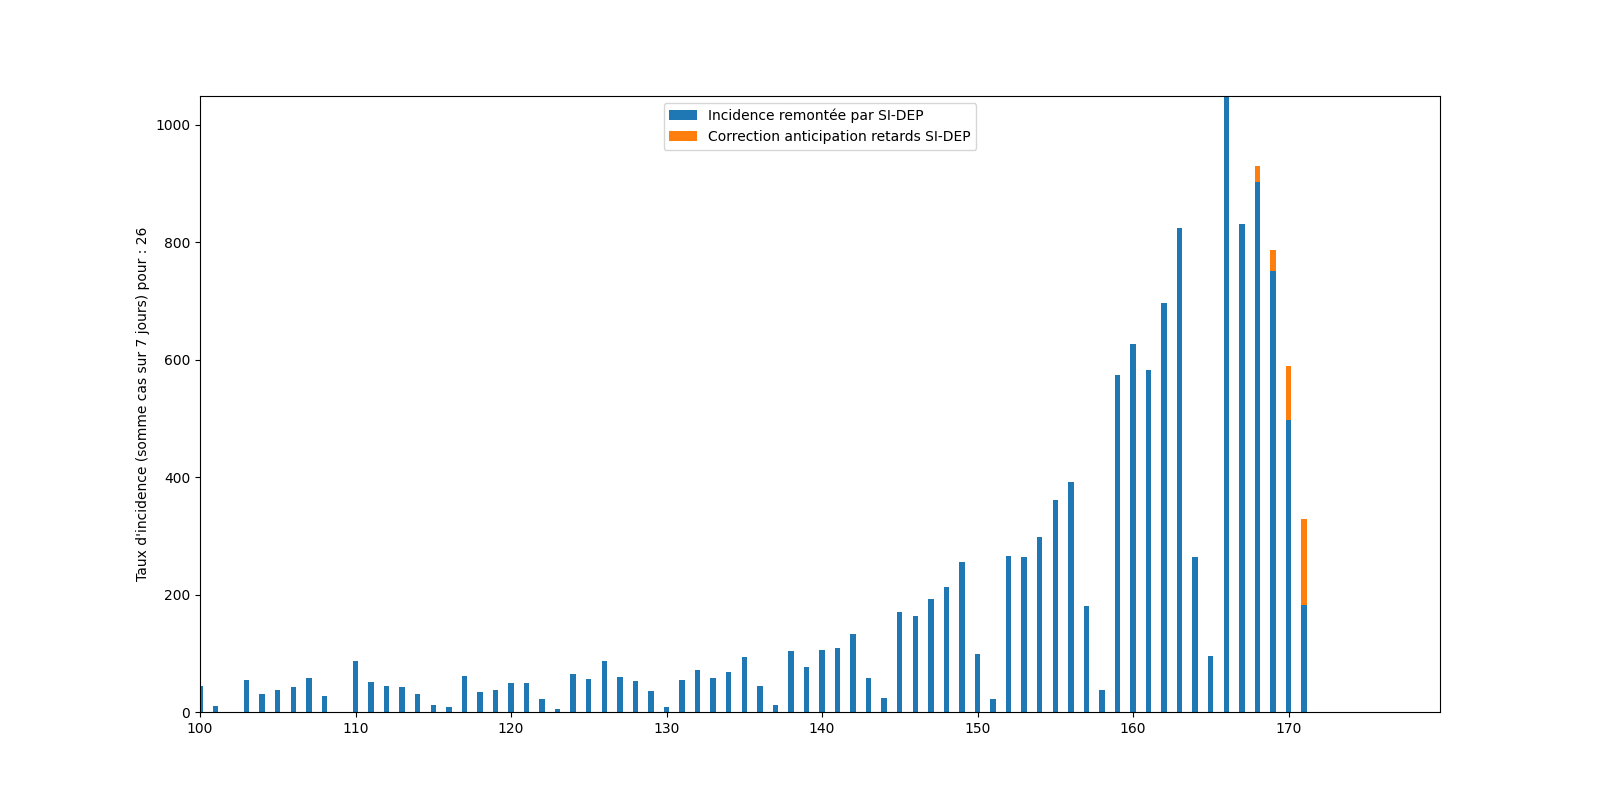 Incidence remontée par SI-DEP
Correction anticipation retards SI-DEP
Taux d'incidence (somme cas sur 7 jours) pour : 26
1000
800
600
400
200
0
100 110 120 130 140 150 160 170